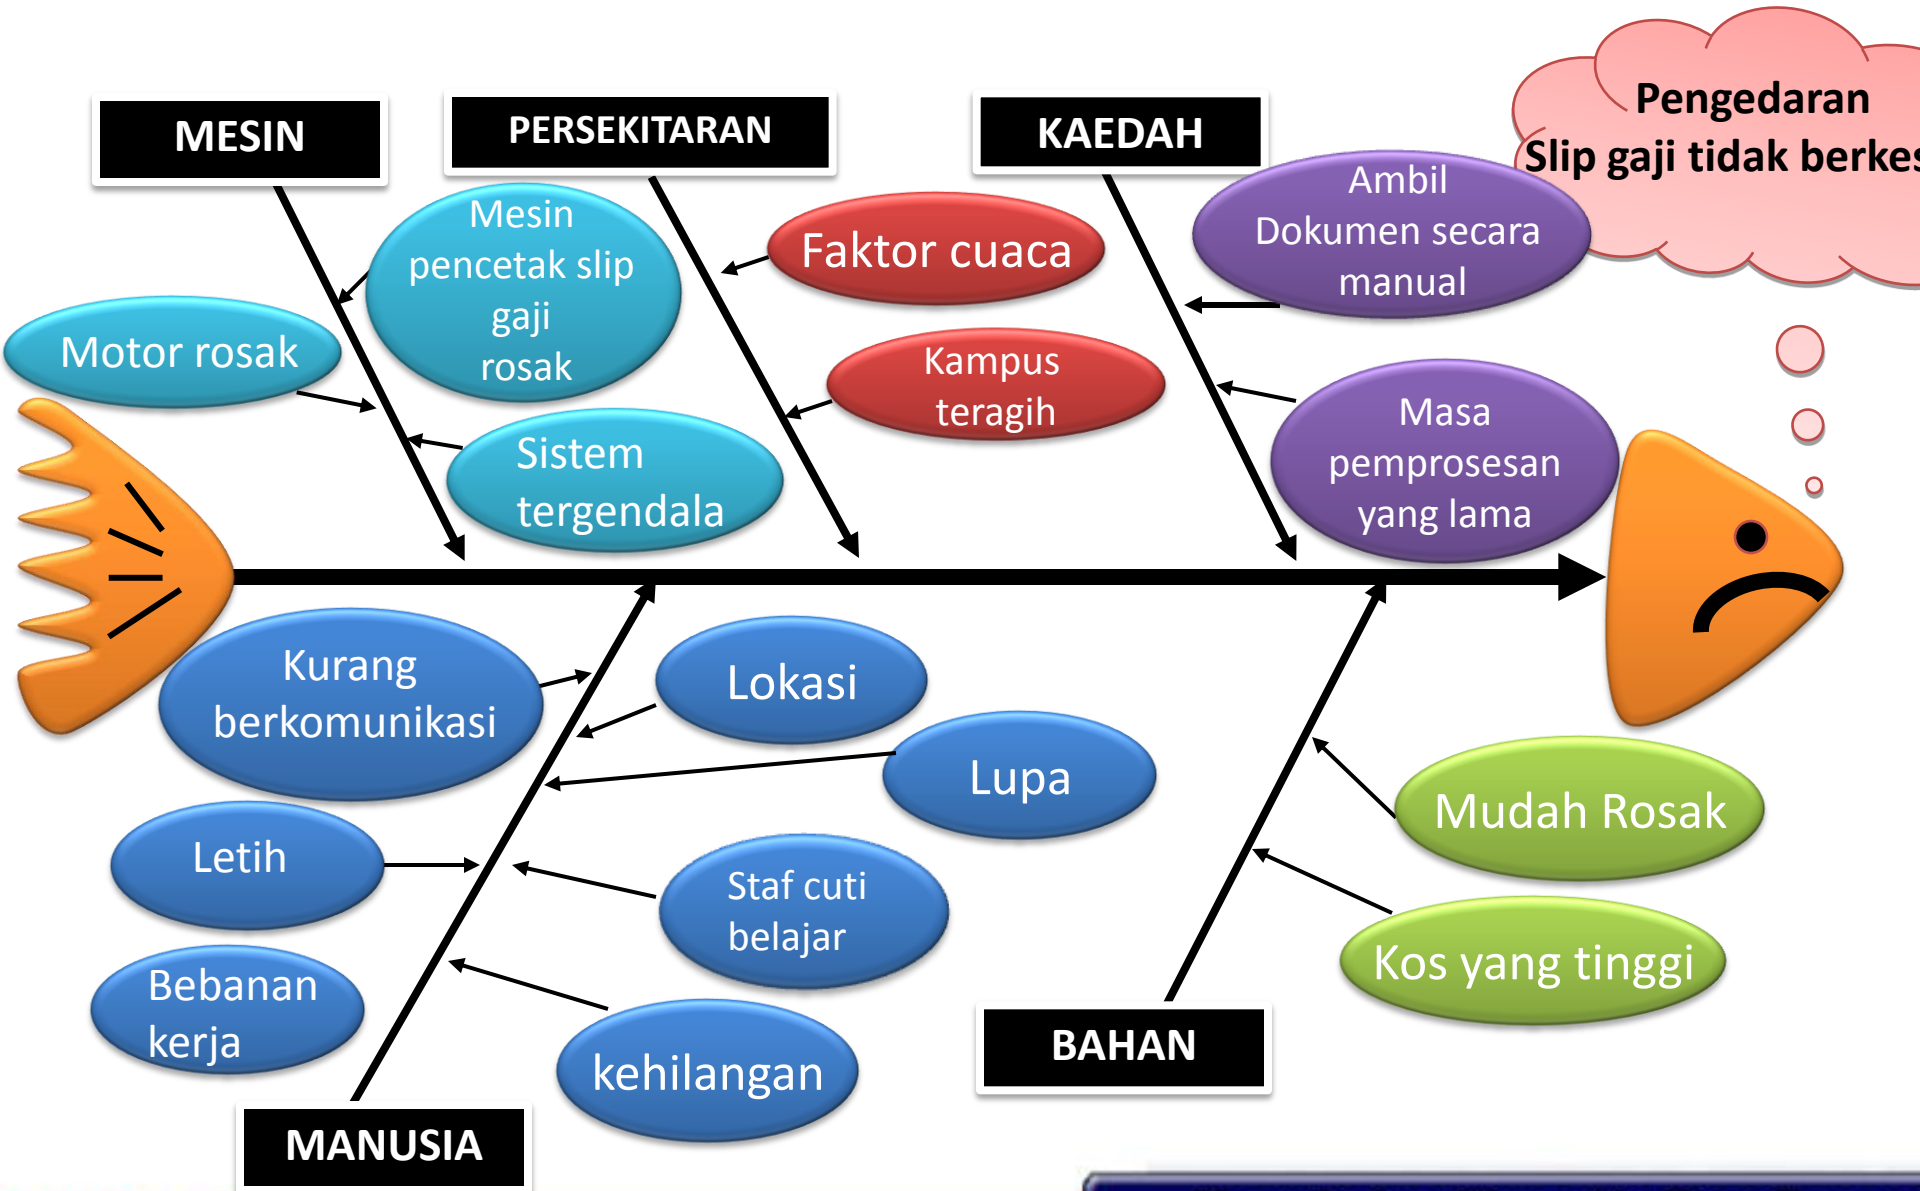 MESIN
PERSEKITARAN
KAEDAH
Pengedaran
Slip gaji tidak berkes
Mesin
pencetak slip
gaji
rosak
Motor rosak
Sistem
tergendala
Faktor cuaca
Kampus
teragih
Ambil
Dokumen secara
manual
Masa
pemprosesan
yang lama
Kurang
berkomunikasi
Lokasi
Lupa
Letih
Staf cuti
belajar
Bebanan
kerja
kehilangan
MANUSIA
Mudah Rosak
Kos yang tinggi
BAHAN